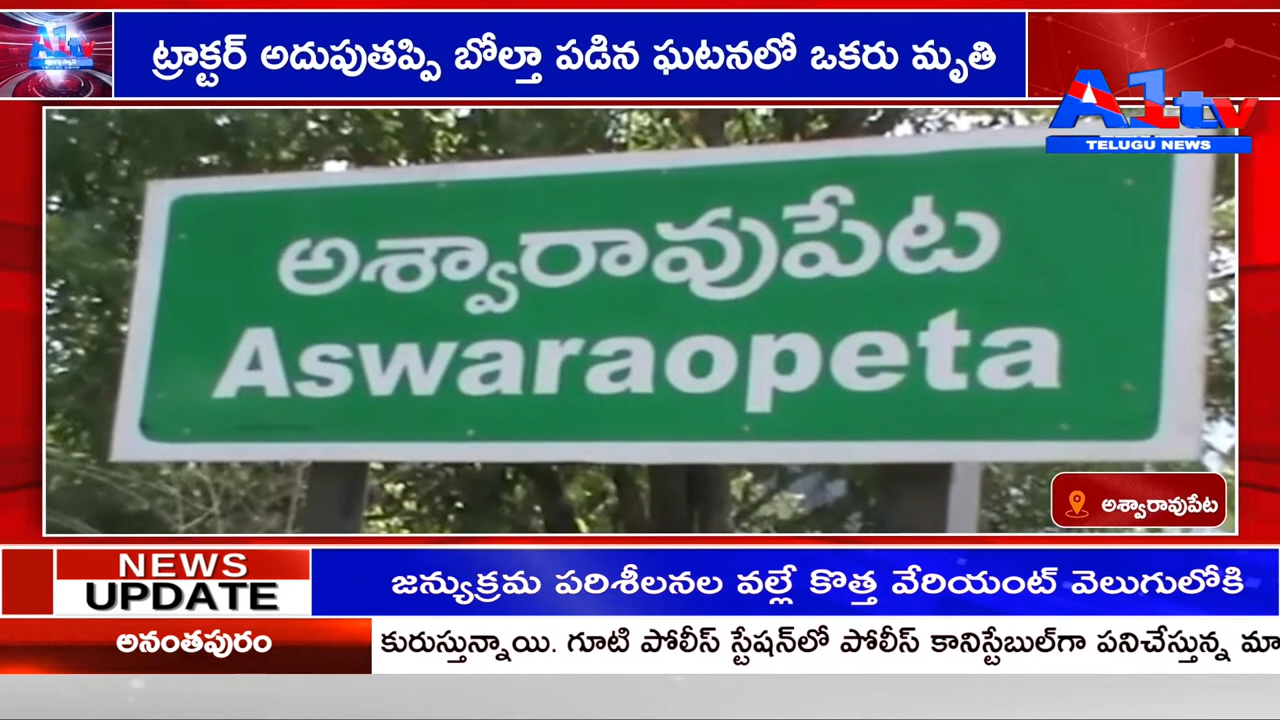 ట్రాక్టర్ అదుపుతప్పి బోల్తా పడిన ఘటనలో ఒకరు మృతి
A1tv
TELUGU NEWS
అశ్వారావుపేట
Aswaraopeta
అశ్వారావుపేట
NEWS
UPDATE
జన్యుక్రమ పరిశీలనల వల్లే కొత్త వేరియంట్ వెలుగులోకి
అనంతపురం
కురుస్తున్నాయి. గూటి పోలీస్ స్టేషన్‌లో పోలీస్ కానిస్టేబుల్‌గా పనిచేస్తున్న మా